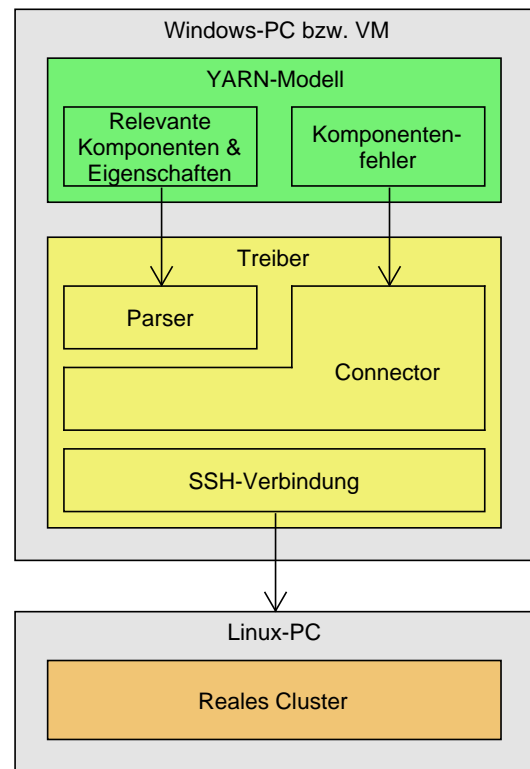 Windows-PC bzw. VM
YARN-Modell
Relevante
Komponenten &
Eigenschaften
Komponenten-
fehler
Treiber
Parser
Connector
SSH-Verbindung
Linux-PC
Reales Cluster